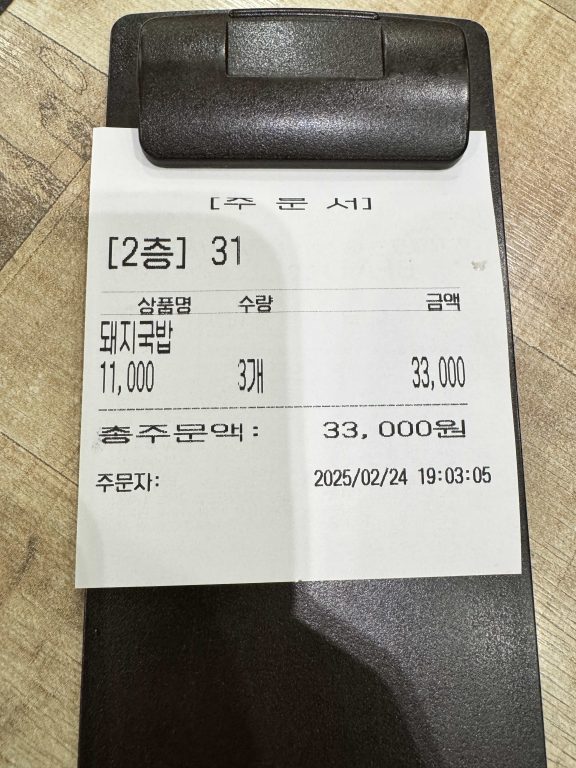 [주 문 서]
[2층] 31
상품명 수량 금액
돼지국밥
11,000 3개 33,000
총주문액: 33,000원
주문자: 2025/02/24 19:03:05